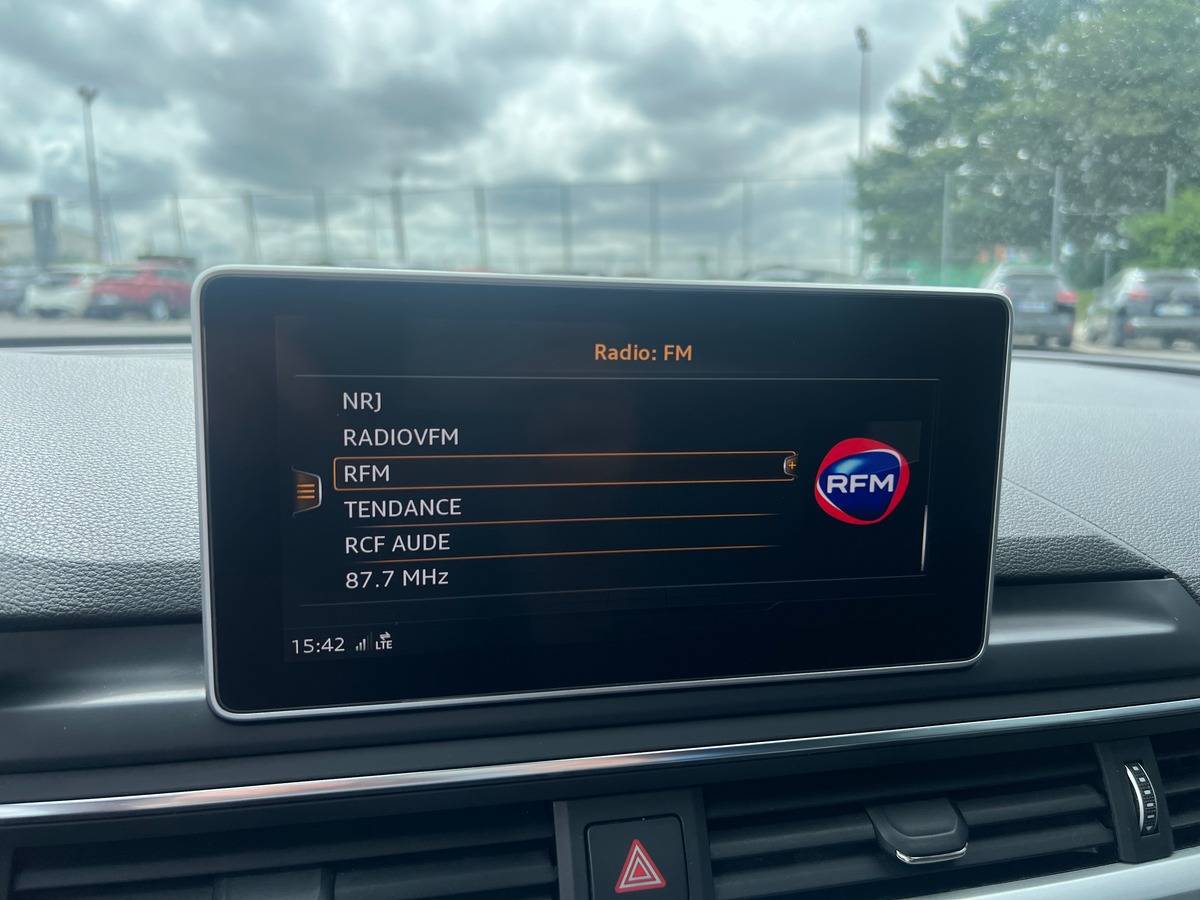 Radio: FM
NRJ
RADIOVFM
RFM
TENDANCE
RCF AUDE
87.7 MHz
RFM
15:42 LTE